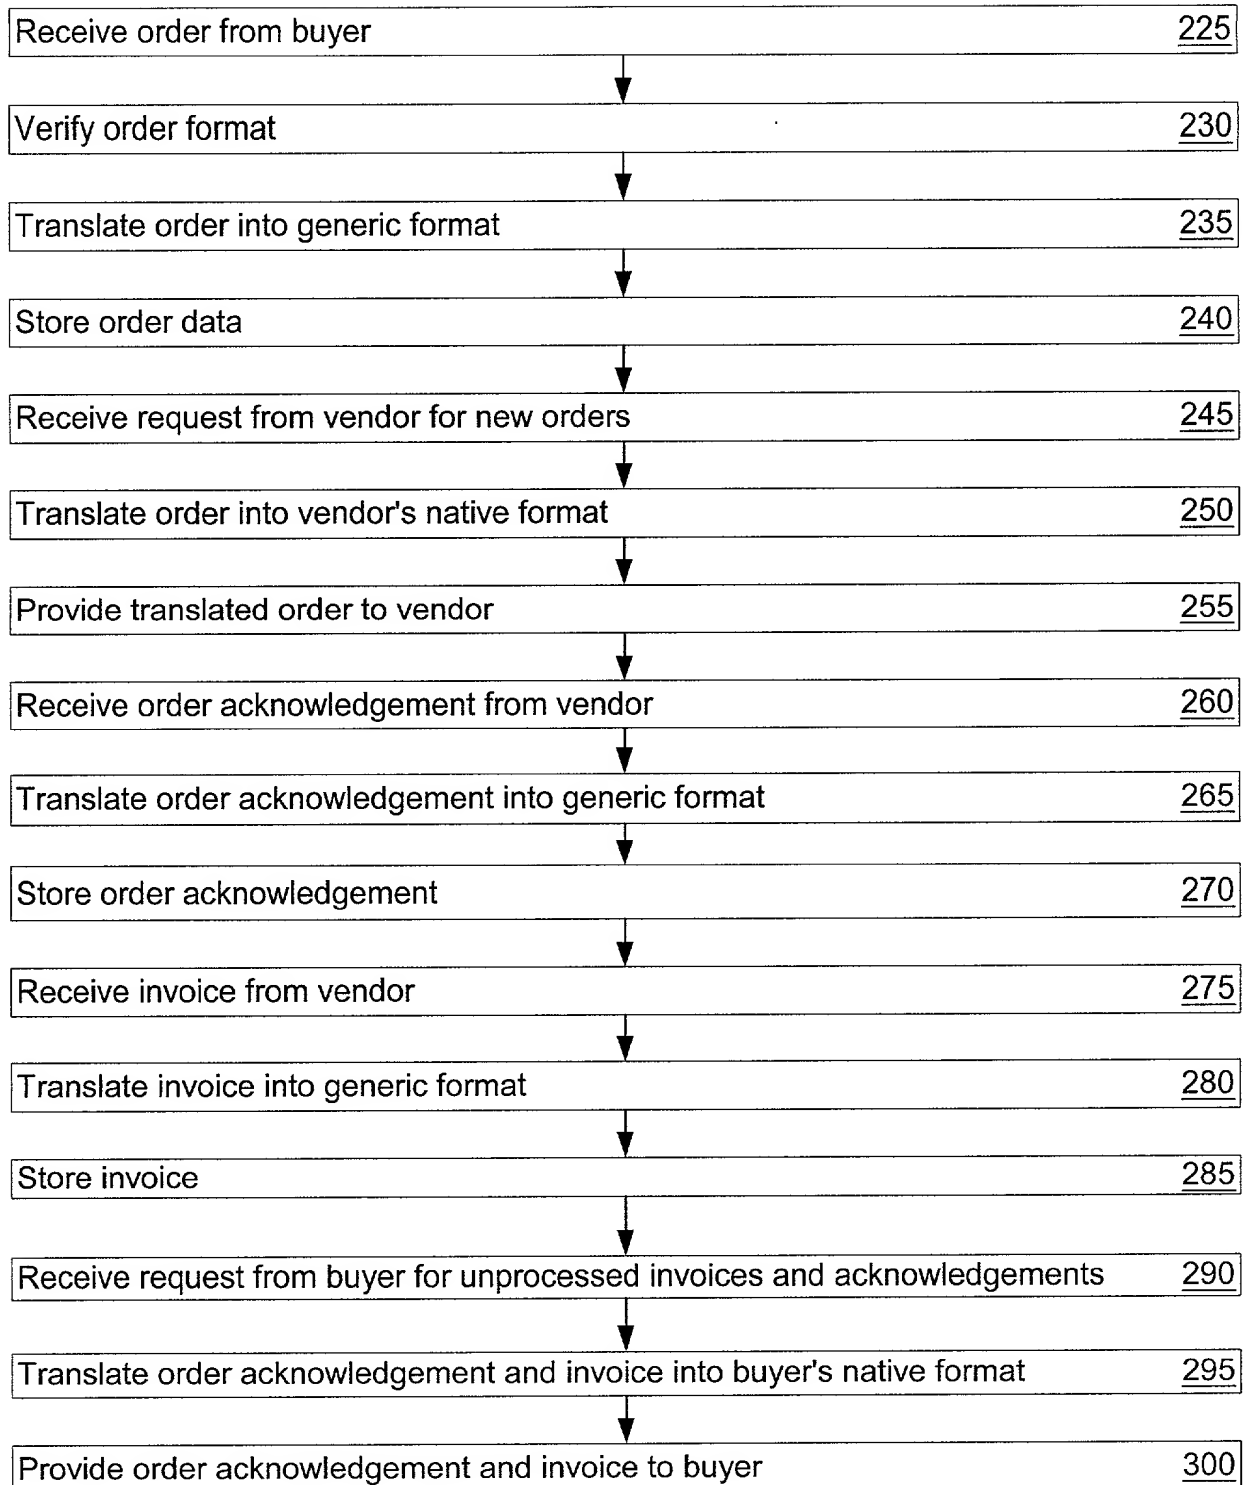 Receive order from buyer 225
Verify order format 230
Translate order into generic format 235
Store order data 240
Receive request from vendor for new orders 245
Translate order into vendor's native format 250
Provide translated order to vendor 255
Receive order acknowledgement from vendor 260
Translate order acknowledgement into generic format 265
Store order acknowledgement 270
Receive invoice from vendor 275
Translate invoice into generic format 280
Store invoice 285
Receive request from buyer for unprocessed invoices and acknowledgements 290
Translate order acknowledgement and invoice into buyer's native format 295
Provide order acknowledgement and invoice to buyer 300